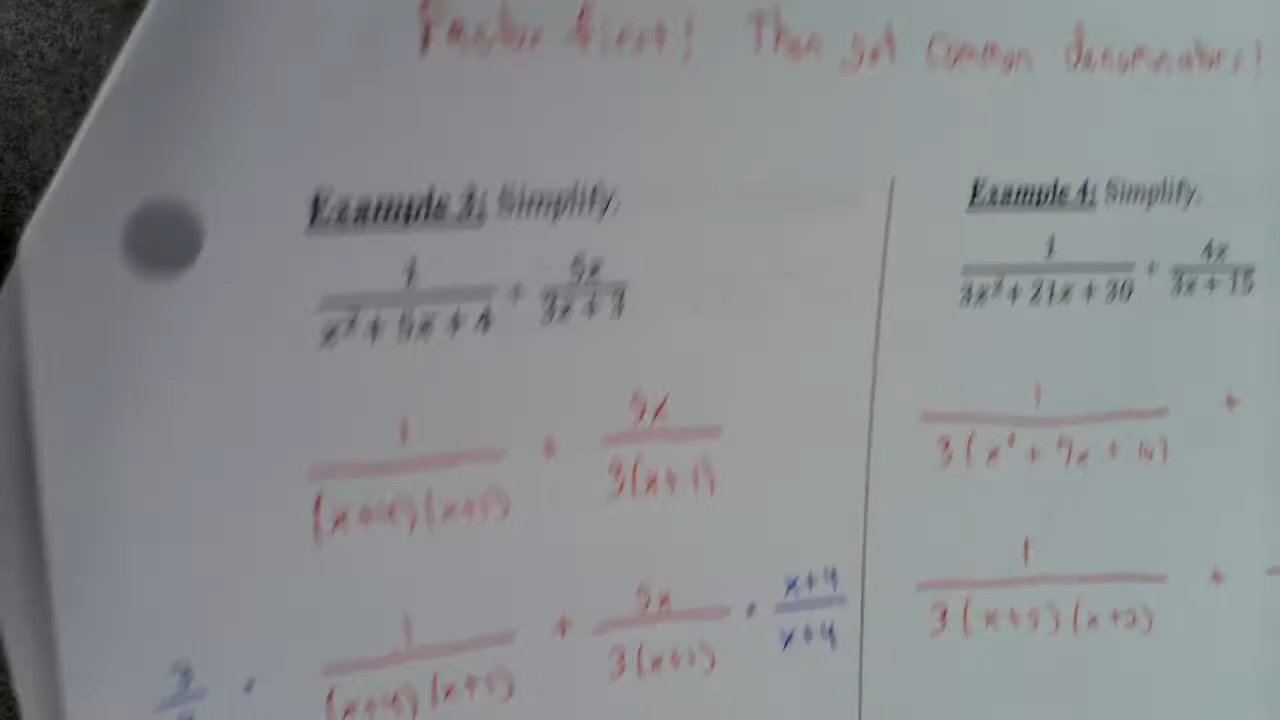 Factor first! Then get common denominators!
Example 3: Simplify.
1/(x² + 5x + 4) + 5x/(3x + 3)
1/((x+4)(x+1)) + 5x/(3(x+1))
3/ · 1/((x+4)(x+1)) + 5x/(3(x+1)) · (x+4)/(x+4)
Example 4: Simplify.
1/(3x² + 21x + 30) + 4x/(3x + 15)
1/(3(x² + 7x + 10)) +
1/(3(x+5)(x+2)) +